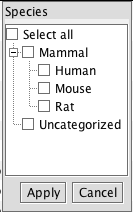 Species
Select all
Mammal
Human
Mouse
Rat
Uncategorized
Apply Cancel